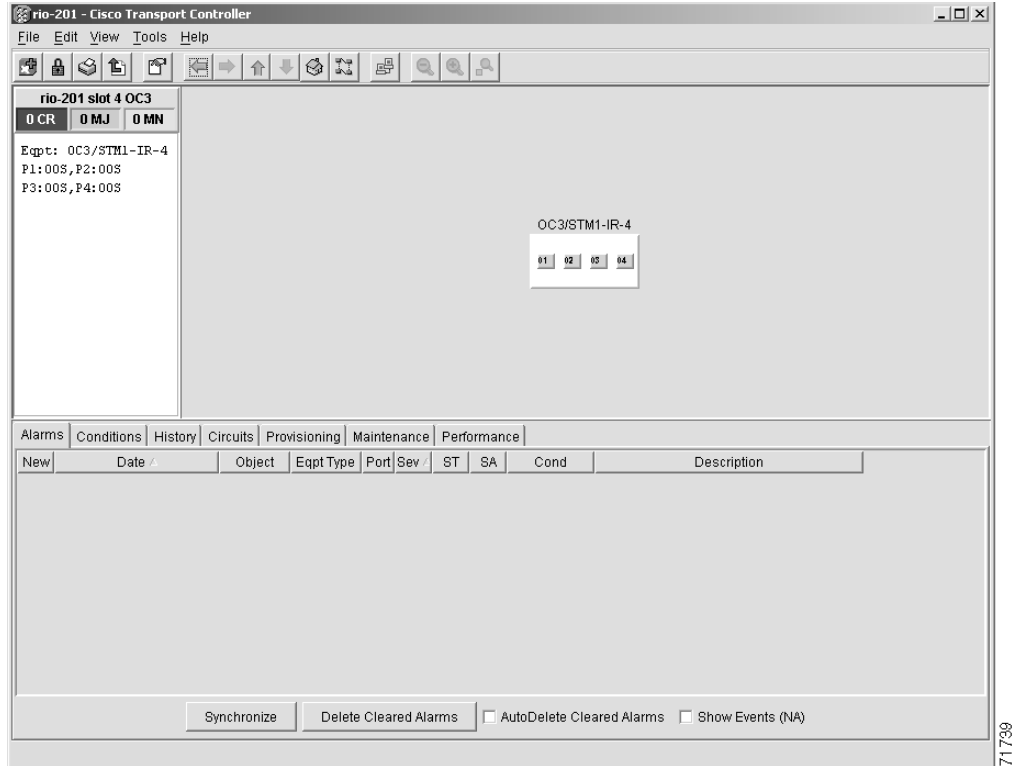 rio-201 - Cisco Transport Controller
File Edit View Tools Help
rio-201 slot 4 OC3
0 CR 0 MJ 0 MN
Eqpt: OC3/STM1-IR-4
P1:OOS,P2:OOS
P3:OOS,P4:OOS
OC3/STM1-IR-4
01 02 03 04
Alarms Conditions History Circuits Provisioning Maintenance Performance
New Date Object Eqpt Type Port Sev ST SA Cond Description
Synchronize Delete Cleared Alarms AutoDelete Cleared Alarms Show Events (NA)
71739